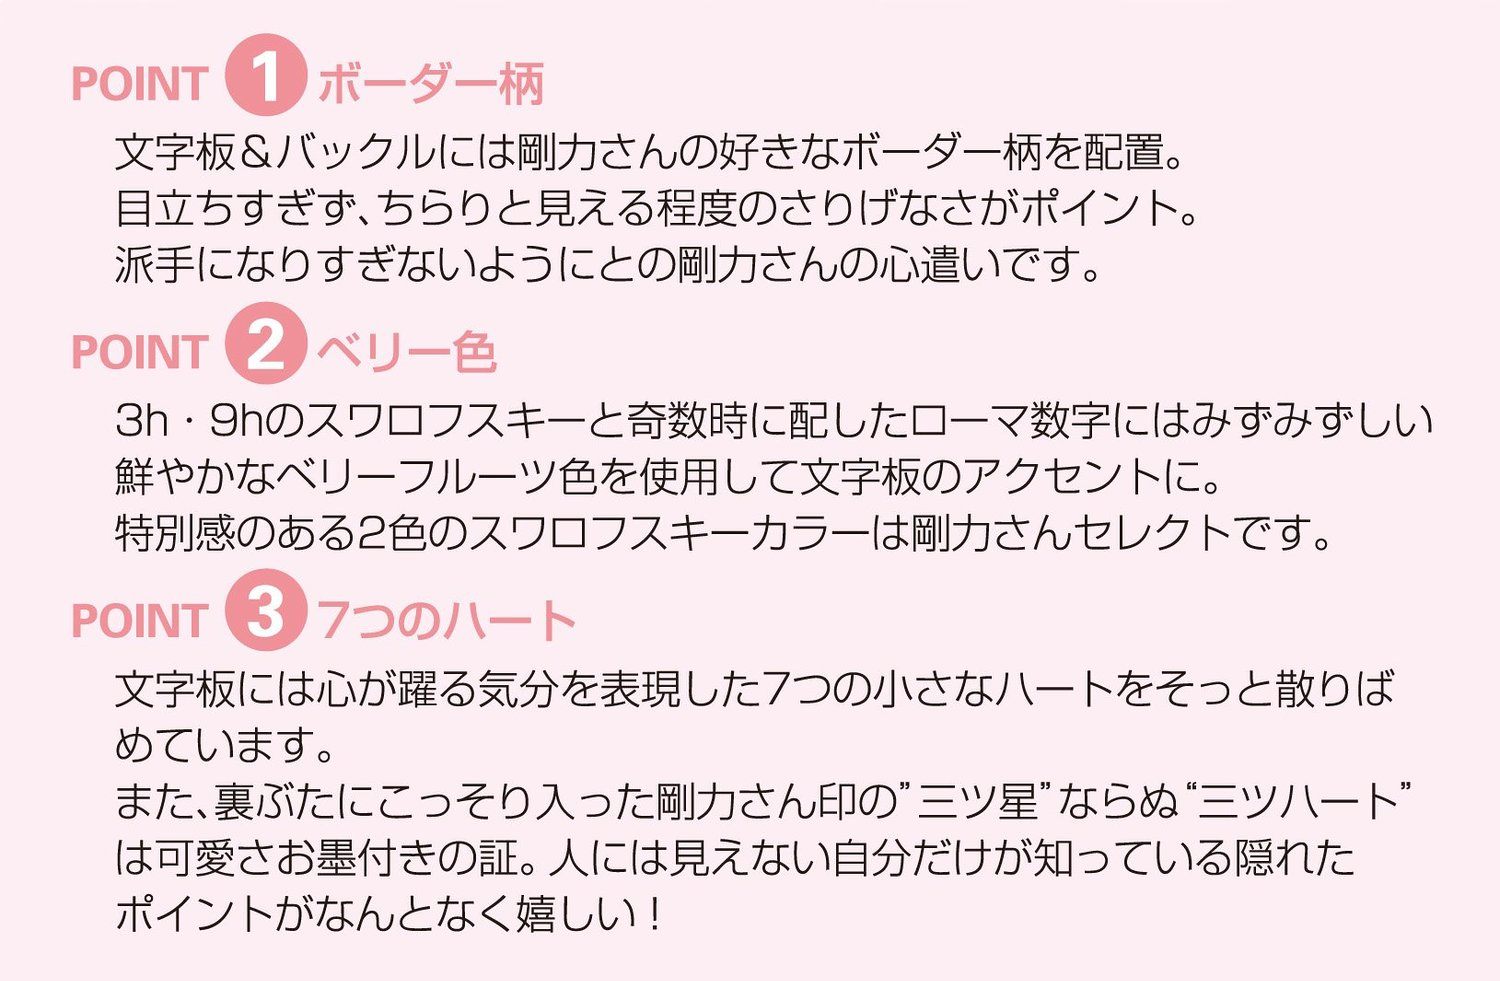 POINT 1 ボーダー柄
文字板&バックルには剛力さんの好きなボーダー柄を配置。
目立ちすぎず、ちらりと見える程度のさりげなさがポイント。
派手になりすぎないようにとの剛力さんの心遣いです。
POINT 2 ベリー色
3h・9hのスワロフスキーと奇数時に配したローマ数字にはみずみずしい
鮮やかなベリーフルーツ色を使用して文字板のアクセントに。
特別感のある2色のスワロフスキーカラーは剛力さんセレクトです。
POINT 3 7つのハート
文字板には心が躍る気分を表現した7つの小さなハートをそっと散りば
めています。
また、裏ぶたにこっそり入った剛力さん印の”三ツ星”ならぬ“三ツハート”
は可愛さお墨付きの証。人には見えない自分だけが知っている隠れた
ポイントがなんとなく嬉しい!